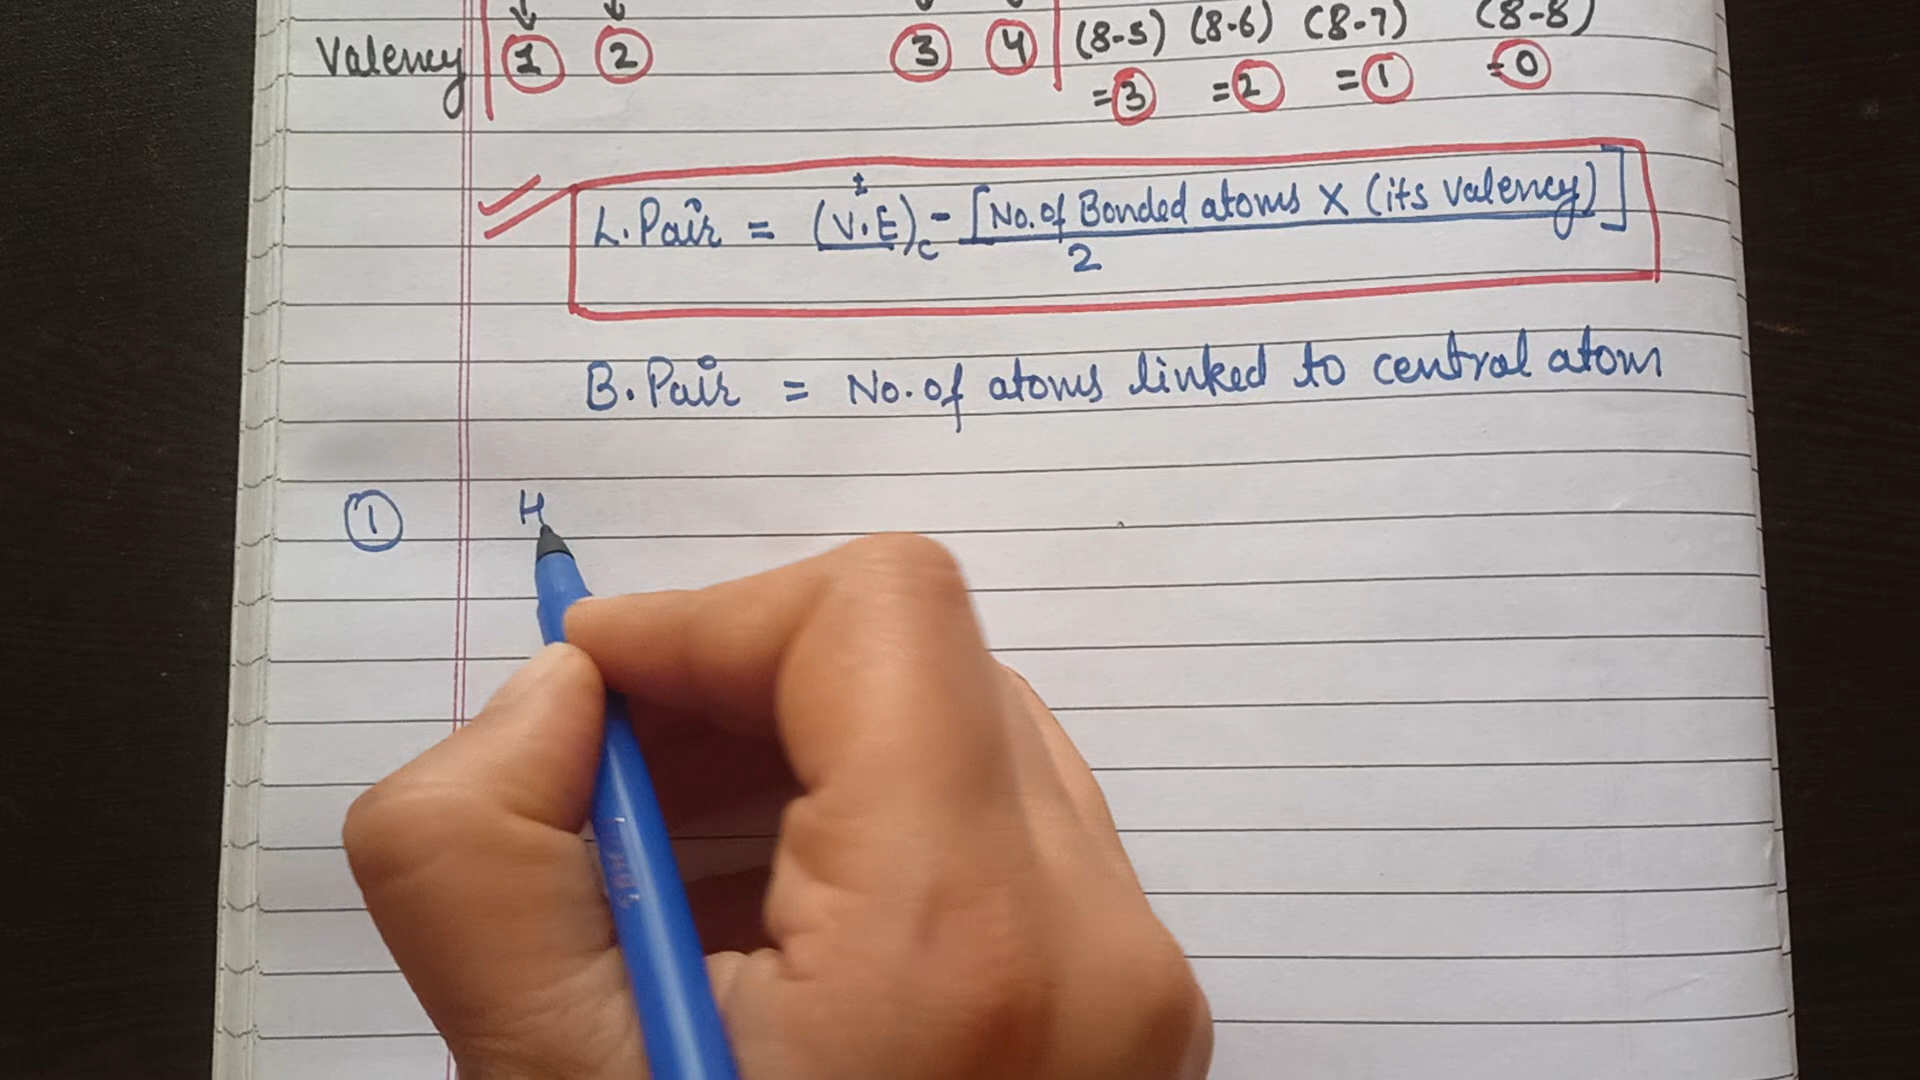 (8-5) (8-6) (8-7) (8-8)
Valency 1 2 3 4 =3 =2 =1 =0
L.Pair = (V.E)c ± - [No. of Bonded atoms X (its valency)]
2
B.Pair = No. of atoms linked to central atom
1 H